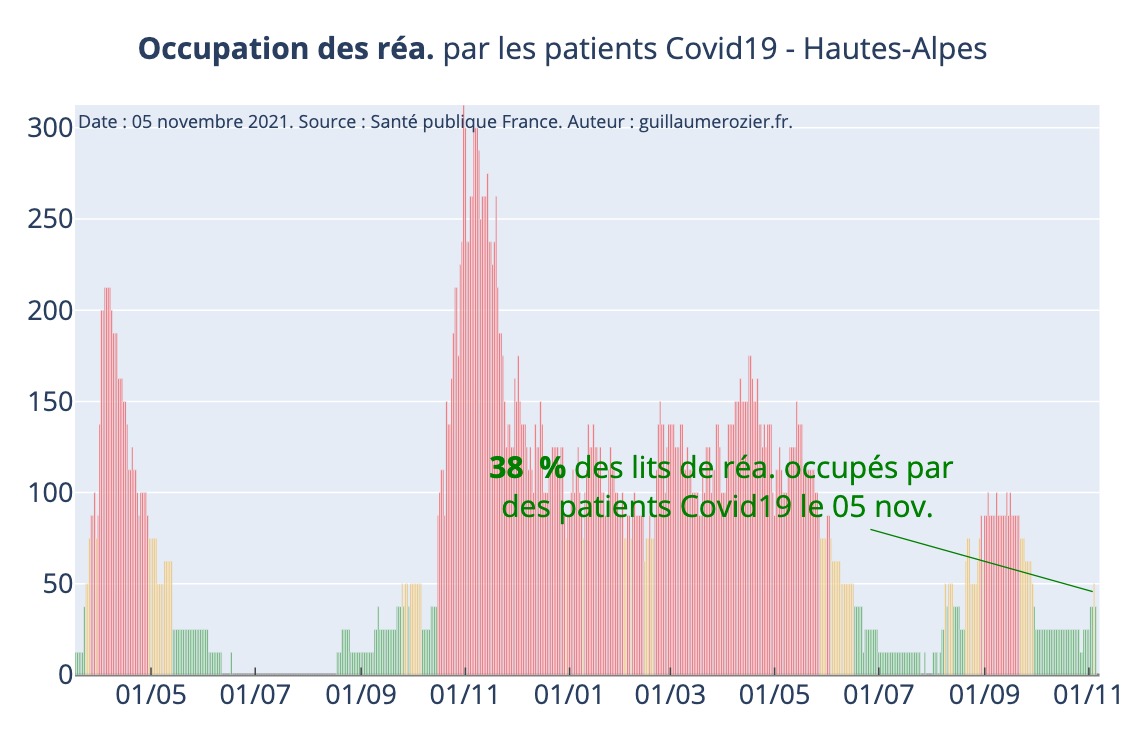 Occupation des réa. par les patients Covid19 - Hautes-Alpes
Date : 05 novembre 2021. Source : Santé publique France. Auteur : guillaumerozier.fr.
300
250
200
150
100
50
0
38 % des lits de réa. occupés par
des patients Covid19 le 05 nov.
01/05 01/07 01/09 01/11 01/01 01/03 01/05 01/07 01/09 01/11